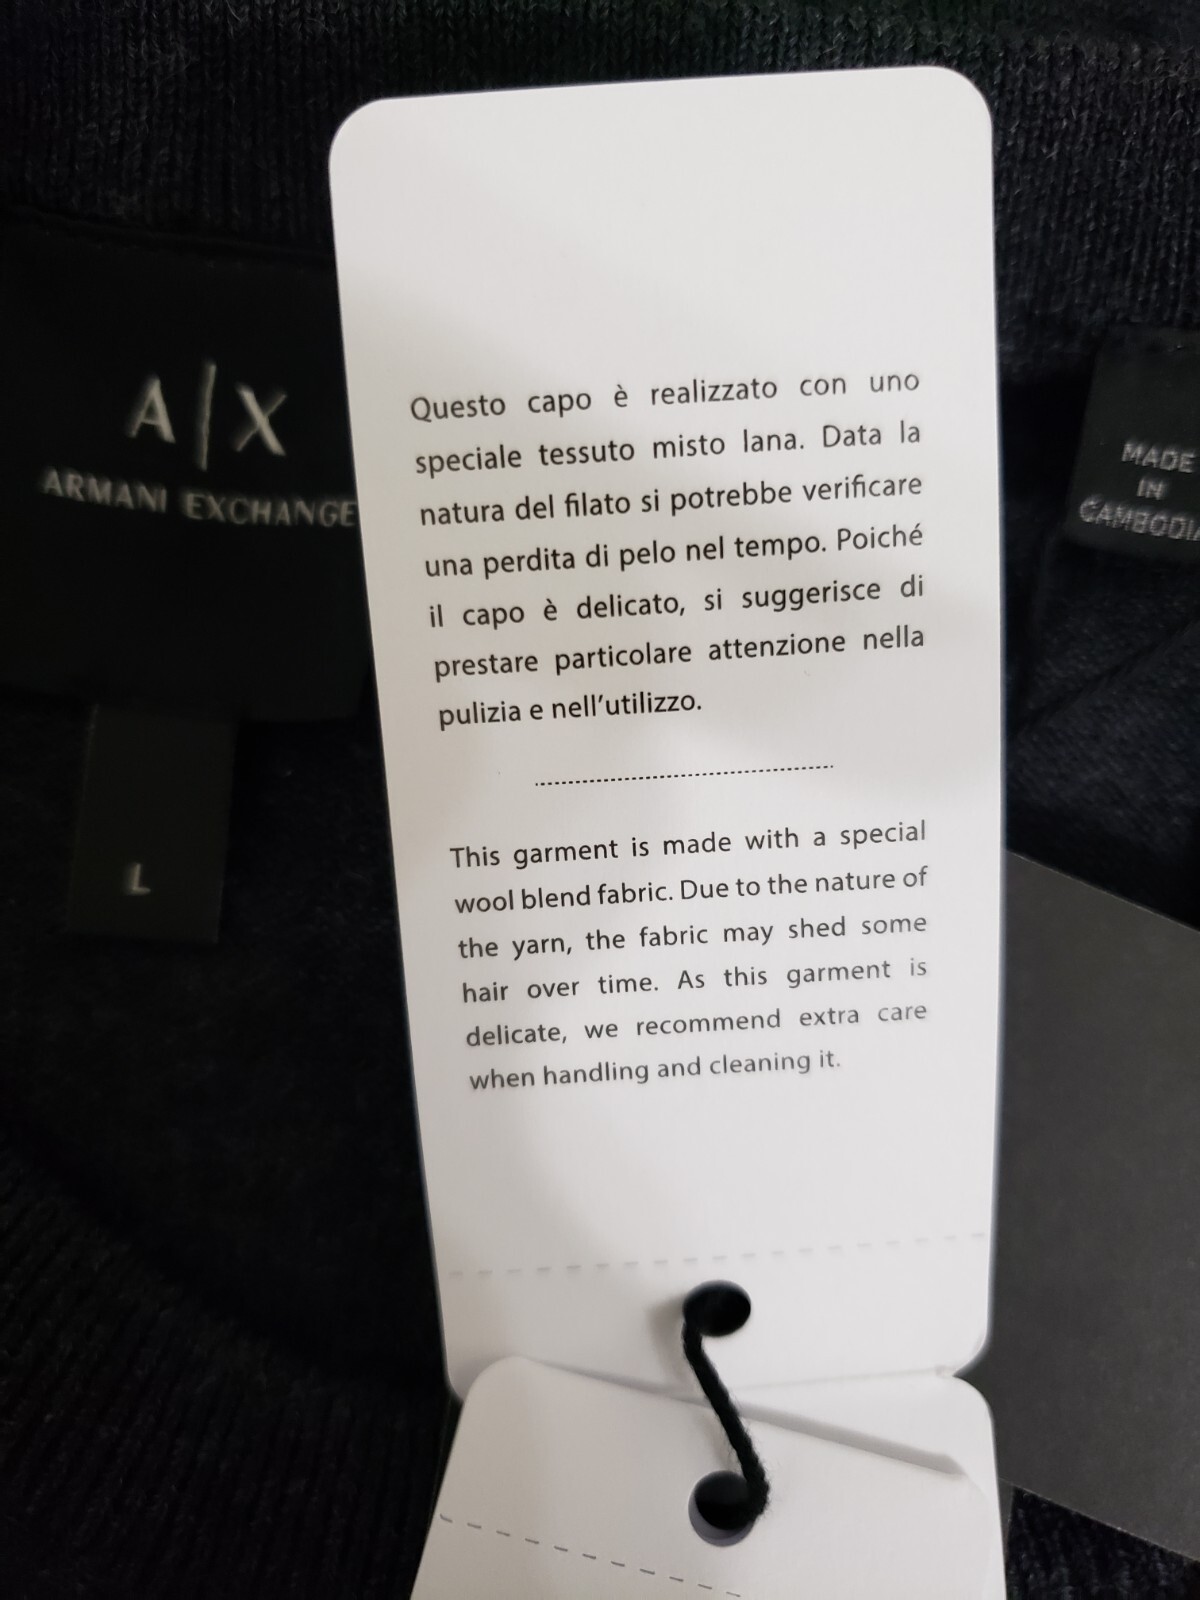 A|X
ARMANI EXCHANGE
L
Questo capo è realizzato con uno
speciale tessuto misto lana. Data la
natura del filato si potrebbe verificare
una perdita di pelo nel tempo. Poiché
il capo è delicato, si suggerisce di
prestare particolare attenzione nella
pulizia e nell'utilizzo.
This garment is made with a special
wool blend fabric. Due to the nature of
the yarn, the fabric may shed some
hair over time. As this garment is
delicate, we recommend extra care
when handling and cleaning it.
MADE
IN
CAMBODIA